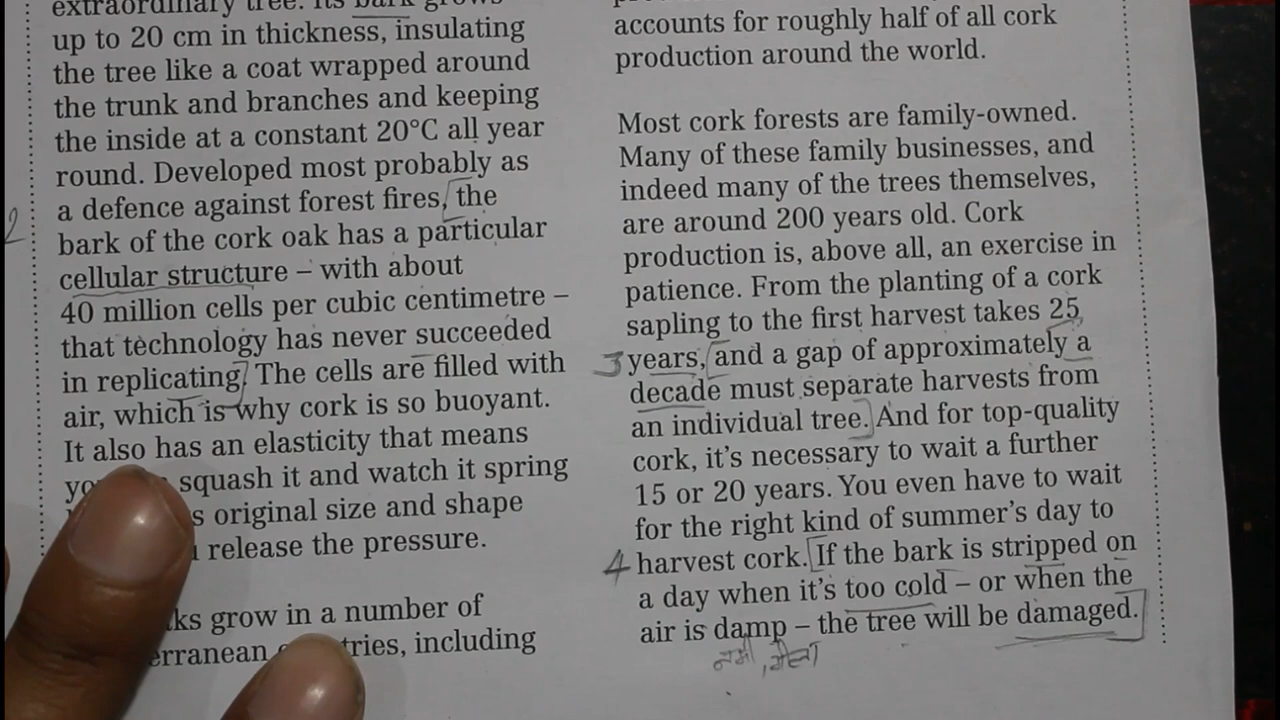 extraordinary tree. Its bark grows
up to 20 cm in thickness, insulating
the tree like a coat wrapped around
the trunk and branches and keeping
the inside at a constant 20°C all year
round. Developed most probably as
a defence against forest fires, the
2
bark of the cork oak has a particular
cellular structure – with about
40 million cells per cubic centimetre –
that technology has never succeeded
in replicating. The cells are filled with
air, which is why cork is so buoyant.
It also has an elasticity that means
squash it and watch it spring
original size and shape
release the pressure.
grow in a number of
including
accounts for roughly half of all cork
production around the world.
Most cork forests are family-owned.
Many of these family businesses, and
indeed many of the trees themselves,
are around 200 years old. Cork
production is, above all, an exercise in
patience. From the planting of a cork
sapling to the first harvest takes 25
3 years, and a gap of approximately a
decade must separate harvests from
an individual tree. And for top-quality
cork, it's necessary to wait a further
15 or 20 years. You even have to wait
for the right kind of summer's day to
4 harvest cork. If the bark is stripped on
a day when it's too cold – or when the
air is damp – the tree will be damaged.
नमी,